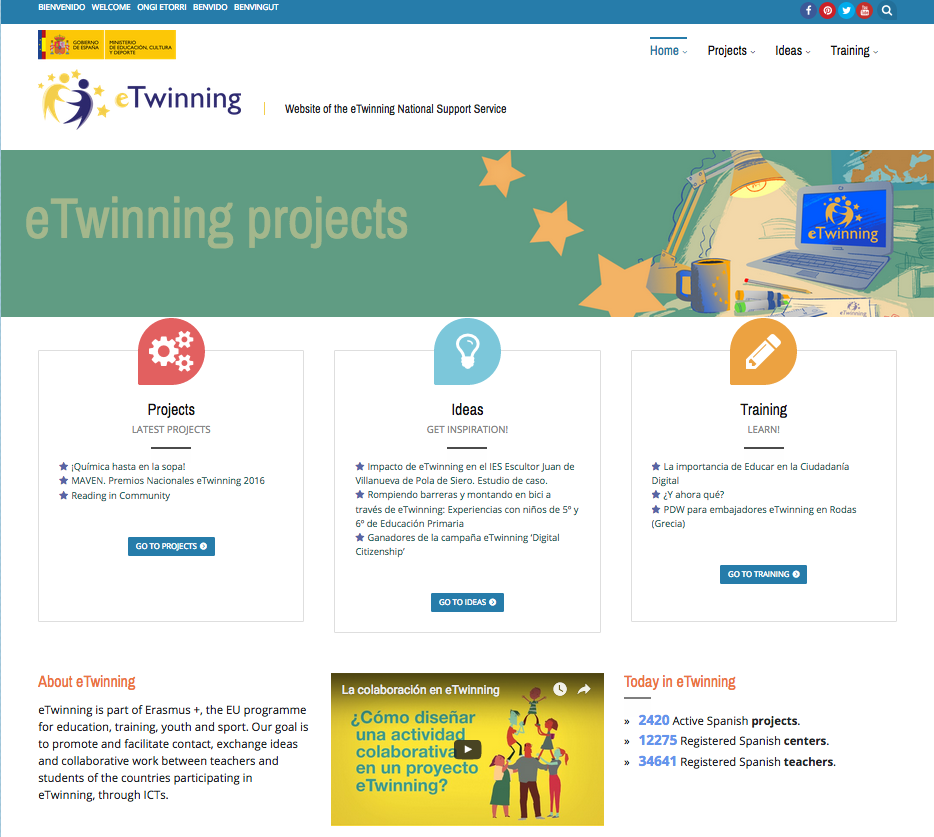 BIENVENIDO WELCOME ONGI ETORRI BENVIDO BENVINGUT
GOBIERNO DE ESPAÑA
MINISTERIO DE EDUCACIÓN, CULTURA Y DEPORTE
Home Projects Ideas Training
eTwinning
Website of the eTwinning National Support Service
eTwinning projects
eTwinning
eTwinning
Projects
LATEST PROJECTS
¡Química hasta en la sopa!
MAVEN. Premios Nacionales eTwinning 2016
Reading in Community
GO TO PROJECTS
Ideas
GET INSPIRATION!
Impacto de eTwinning en el IES Escultor Juan de
Villanueva de Pola de Siero. Estudio de caso.
Rompiendo barreras y montando en bici a
través de eTwinning: Experiencias con niños de 5º y
6º de Educación Primaria
Ganadores de la campaña eTwinning ‘Digital
Citizenship’
GO TO IDEAS
Training
LEARN!
La importancia de Educar en la Ciudadanía
Digital
¿Y ahora qué?
PDW para embajadores eTwinning en Rodas
(Grecia)
GO TO TRAINING
About eTwinning
eTwinning is part of Erasmus +, the EU programme
for education, training, youth and sport. Our goal is
to promote and facilitate contact, exchange ideas
and collaborative work between teachers and
students of the countries participating in
eTwinning, through ICTs.
La colaboración en eTwinning
¿Cómo diseñar
una actividad
colaborativa
en un proyecto
eTwinning?
Today in eTwinning
» 2420 Active Spanish projects.
» 12275 Registered Spanish centers.
» 34641 Registered Spanish teachers.